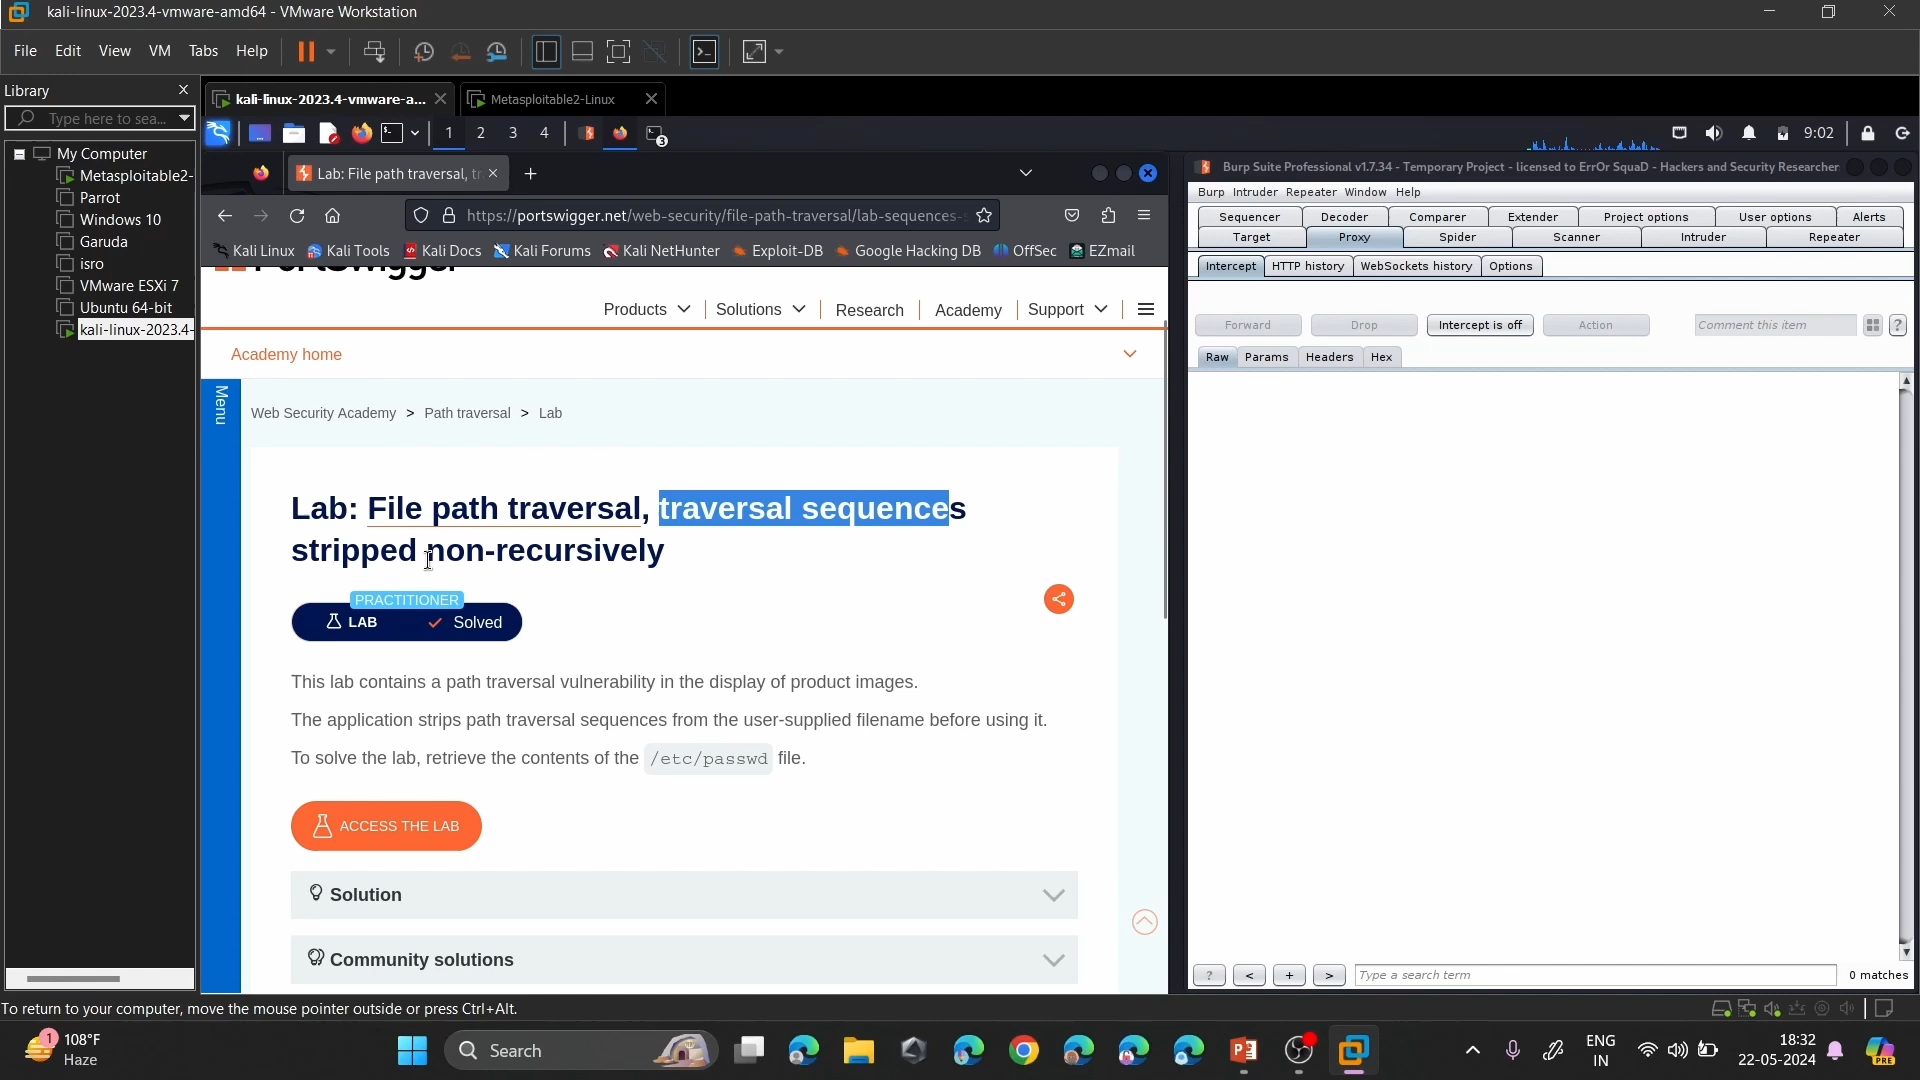 kali-linux-2023.4-vmware-amd64 - VMware Workstation
File Edit View VM Tabs Help
Library
Type here to sea...
My Computer
Metasploitable2-
Parrot
Windows 10
Garuda
isro
VMware ESXi 7
Ubuntu 64-bit
kali-linux-2023.4-
kali-linux-2023.4-vmware-a...
Metasploitable2-Linux
1 2 3 4
3
9:02
Lab: File path traversal, tr
https://portswigger.net/web-security/file-path-traversal/lab-sequences-s
Kali Linux Kali Tools Kali Docs Kali Forums Kali NetHunter Exploit-DB Google Hacking DB OffSec EZmail
PortSwigger
Products Solutions Research Academy Support
Academy home
Menu
Web Security Academy > Path traversal > Lab
Lab: File path traversal, traversal sequences
stripped non-recursively
PRACTITIONER
LAB Solved
This lab contains a path traversal vulnerability in the display of product images.
The application strips path traversal sequences from the user-supplied filename before using it.
To solve the lab, retrieve the contents of the /etc/passwd file.
ACCESS THE LAB
Solution
Community solutions
Burp Suite Professional v1.7.34 - Temporary Project - licensed to ErrOr SquaD - Hackers and Security Researcher
Burp Intruder Repeater Window Help
Sequencer Decoder Comparer Extender Project options User options Alerts
Target Proxy Spider Scanner Intruder Repeater
Intercept HTTP history WebSockets history Options
Forward Drop Intercept is off Action Comment this item ?
Raw Params Headers Hex
? < + > Type a search term 0 matches
To return to your computer, move the mouse pointer outside or press Ctrl+Alt.
1
108°F
Haze
Search
ENG
IN
18:32
22-05-2024
PRE